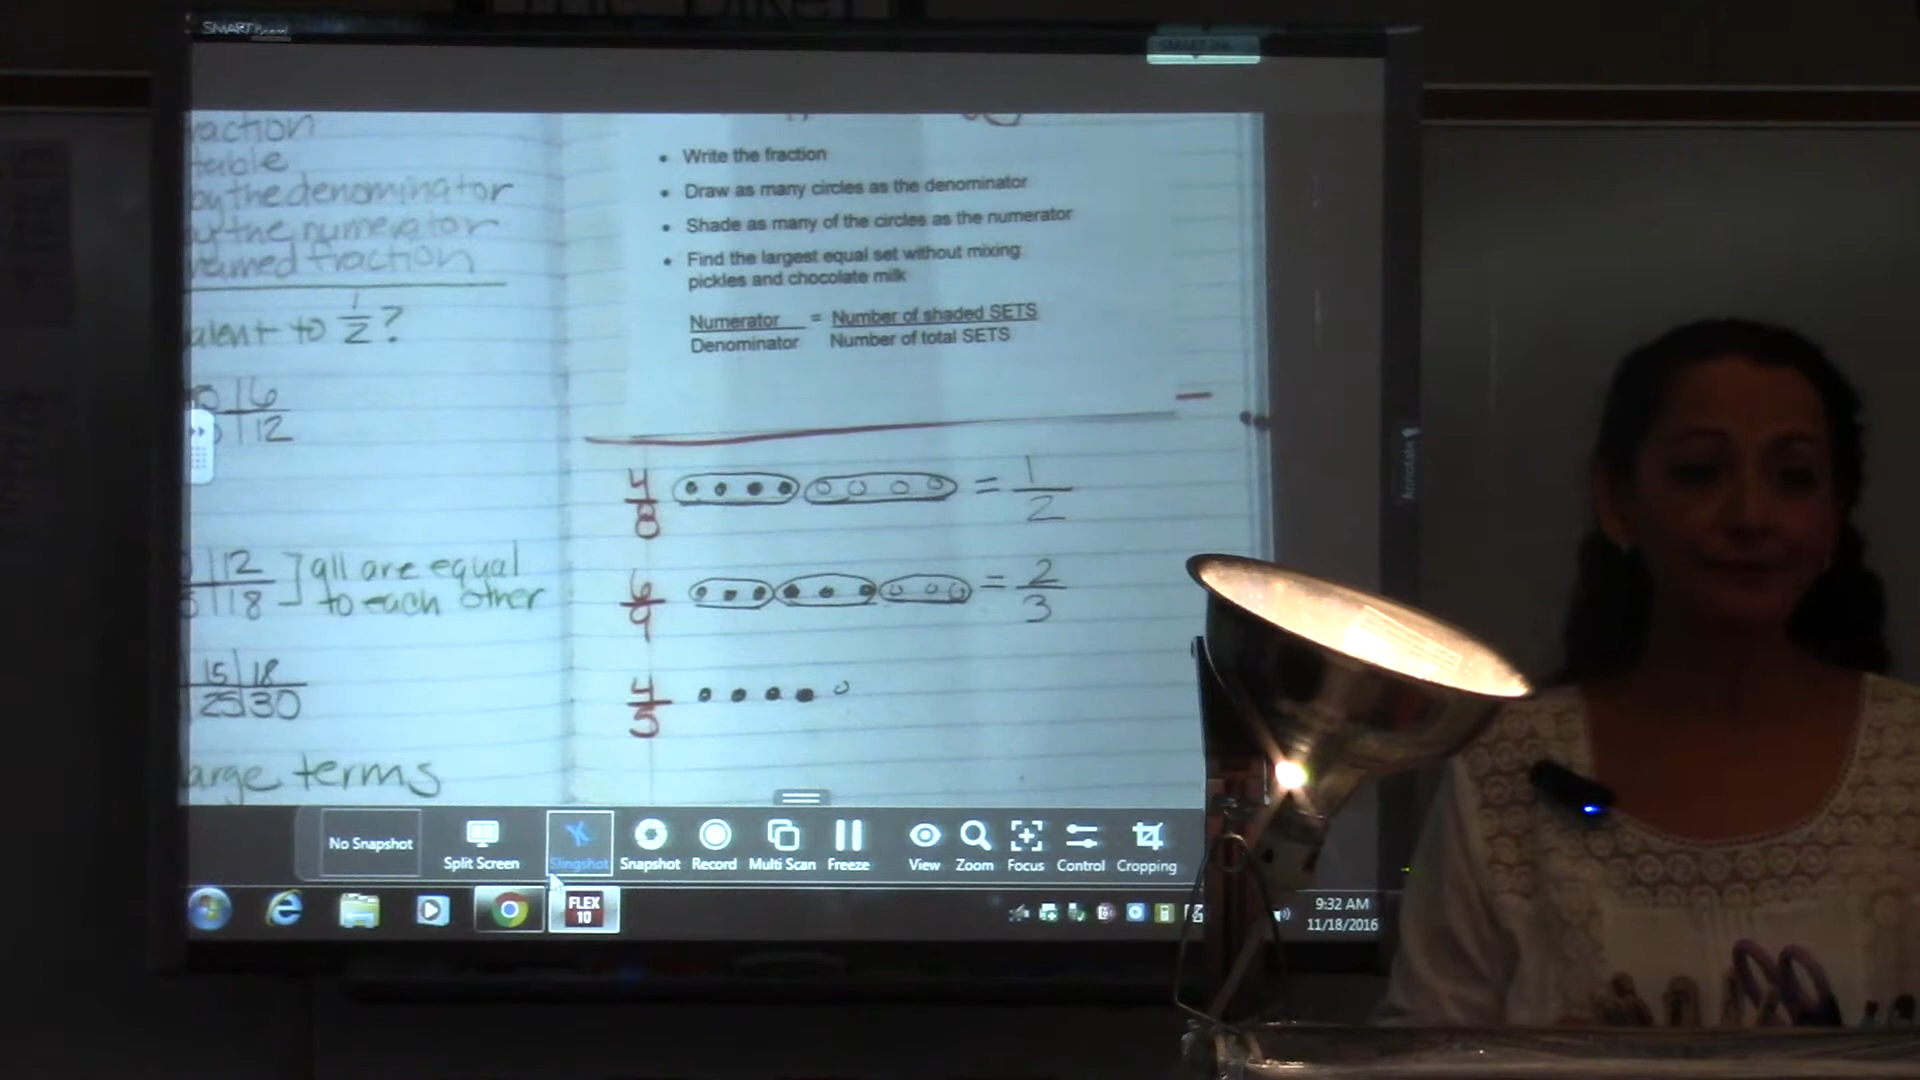 SMART
raction
table
by the denominator
the numerator
fraction
alent to 1/2?
6
12
12
18
all are equal
to each other
15 18
25 30
arge terms
• Write the fraction
• Draw as many circles as the denominator
• Shade as many of the circles as the numerator
• Find the largest equal set without mixing
pickles and chocolate milk
Numerator = Number of shaded SETS
Denominator Number of total SETS
4/8 = 1/2
6/9 = 2/3
4/5
No Snapshot
Split Screen
Slingshot
Snapshot
Record
Multi Scan
Freeze
View
Zoom
Focus
Control
Cropping
FLEX
10
9:32 AM
11/18/2016